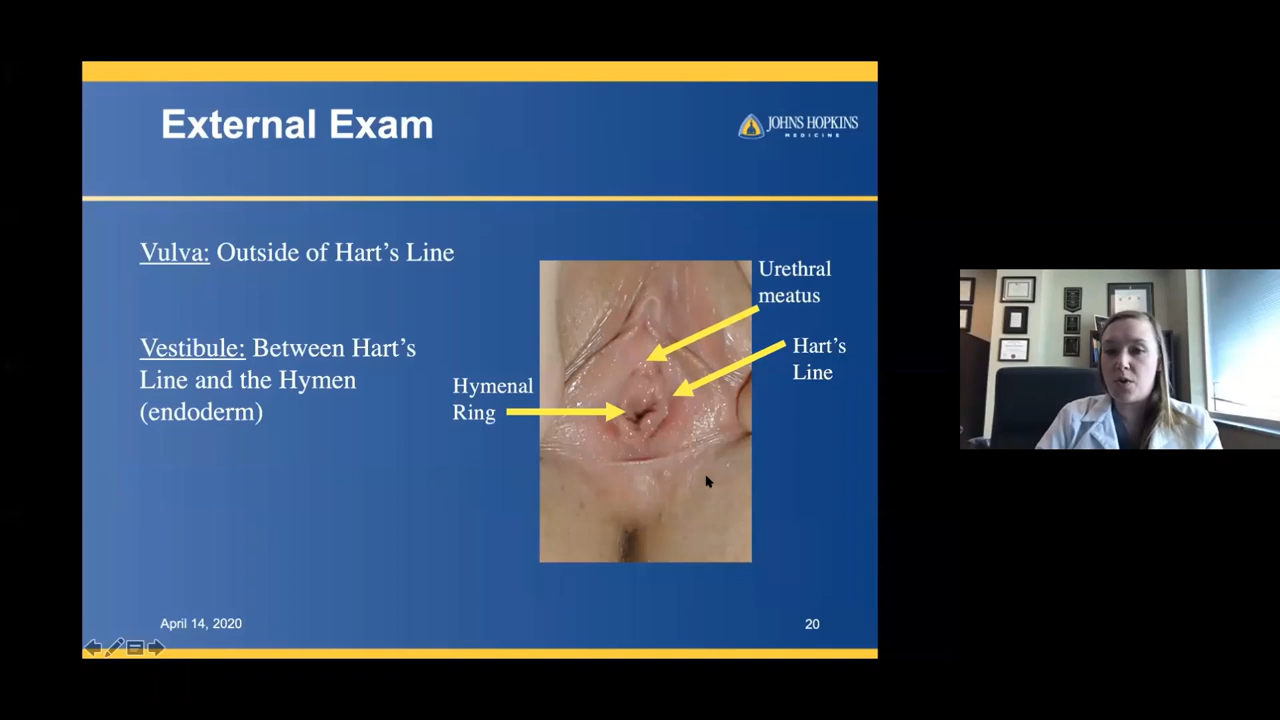 External Exam
JOHNS HOPKINS
MEDICINE
Vulva: Outside of Hart’s Line
Vestibule: Between Hart’s
Line and the Hymen
(endoderm)
Urethral
meatus
Hart’s
Line
Hymenal
Ring
April 14, 2020
20